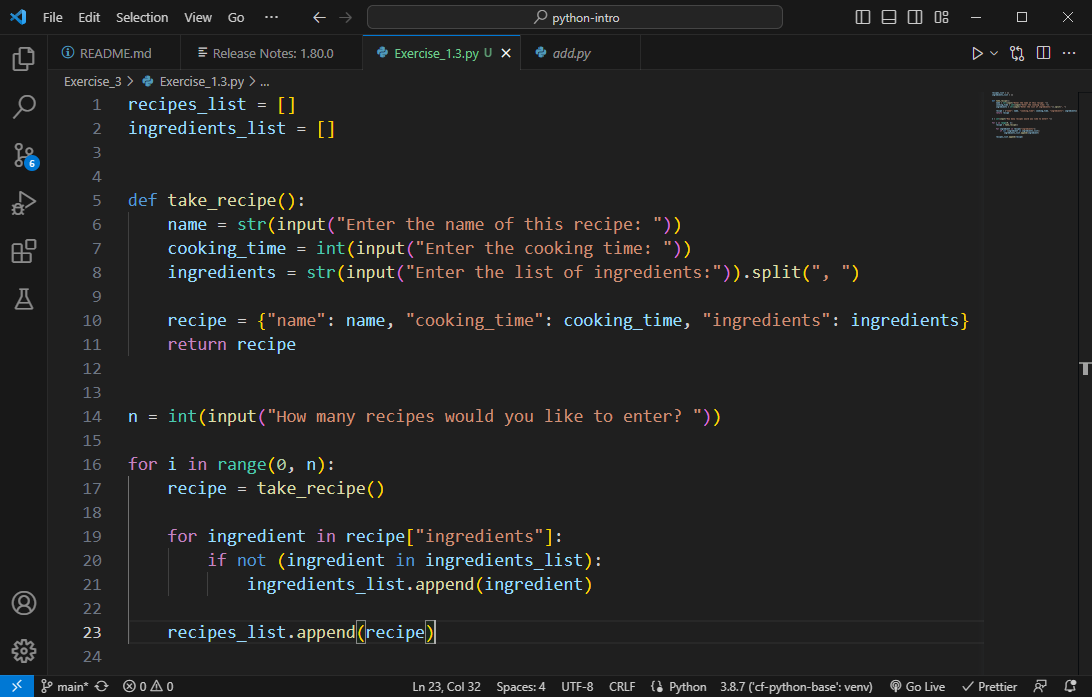 File Edit Selection View Go ··· python-intro
README.md Release Notes: 1.80.0 Exercise_1.3.py U add.py
Exercise_3 > Exercise_1.3.py > ...
1 recipes_list = []
2 ingredients_list = []
3
4
5 def take_recipe():
6     name = str(input("Enter the name of this recipe: "))
7     cooking_time = int(input("Enter the cooking time: "))
8     ingredients = str(input("Enter the list of ingredients:")).split(", ")
9
10     recipe = {"name": name, "cooking_time": cooking_time, "ingredients": ingredients}
11     return recipe
12
13
14 n = int(input("How many recipes would you like to enter? "))
15
16 for i in range(0, n):
17     recipe = take_recipe()
18
19     for ingredient in recipe["ingredients"]:
20         if not (ingredient in ingredients_list):
21             ingredients_list.append(ingredient)
22
23     recipes_list.append(recipe)
24
6
main* 0 0 Ln 23, Col 32 Spaces: 4 UTF-8 CRLF Python 3.8.7 ('cf-python-base': venv) Go Live Prettier